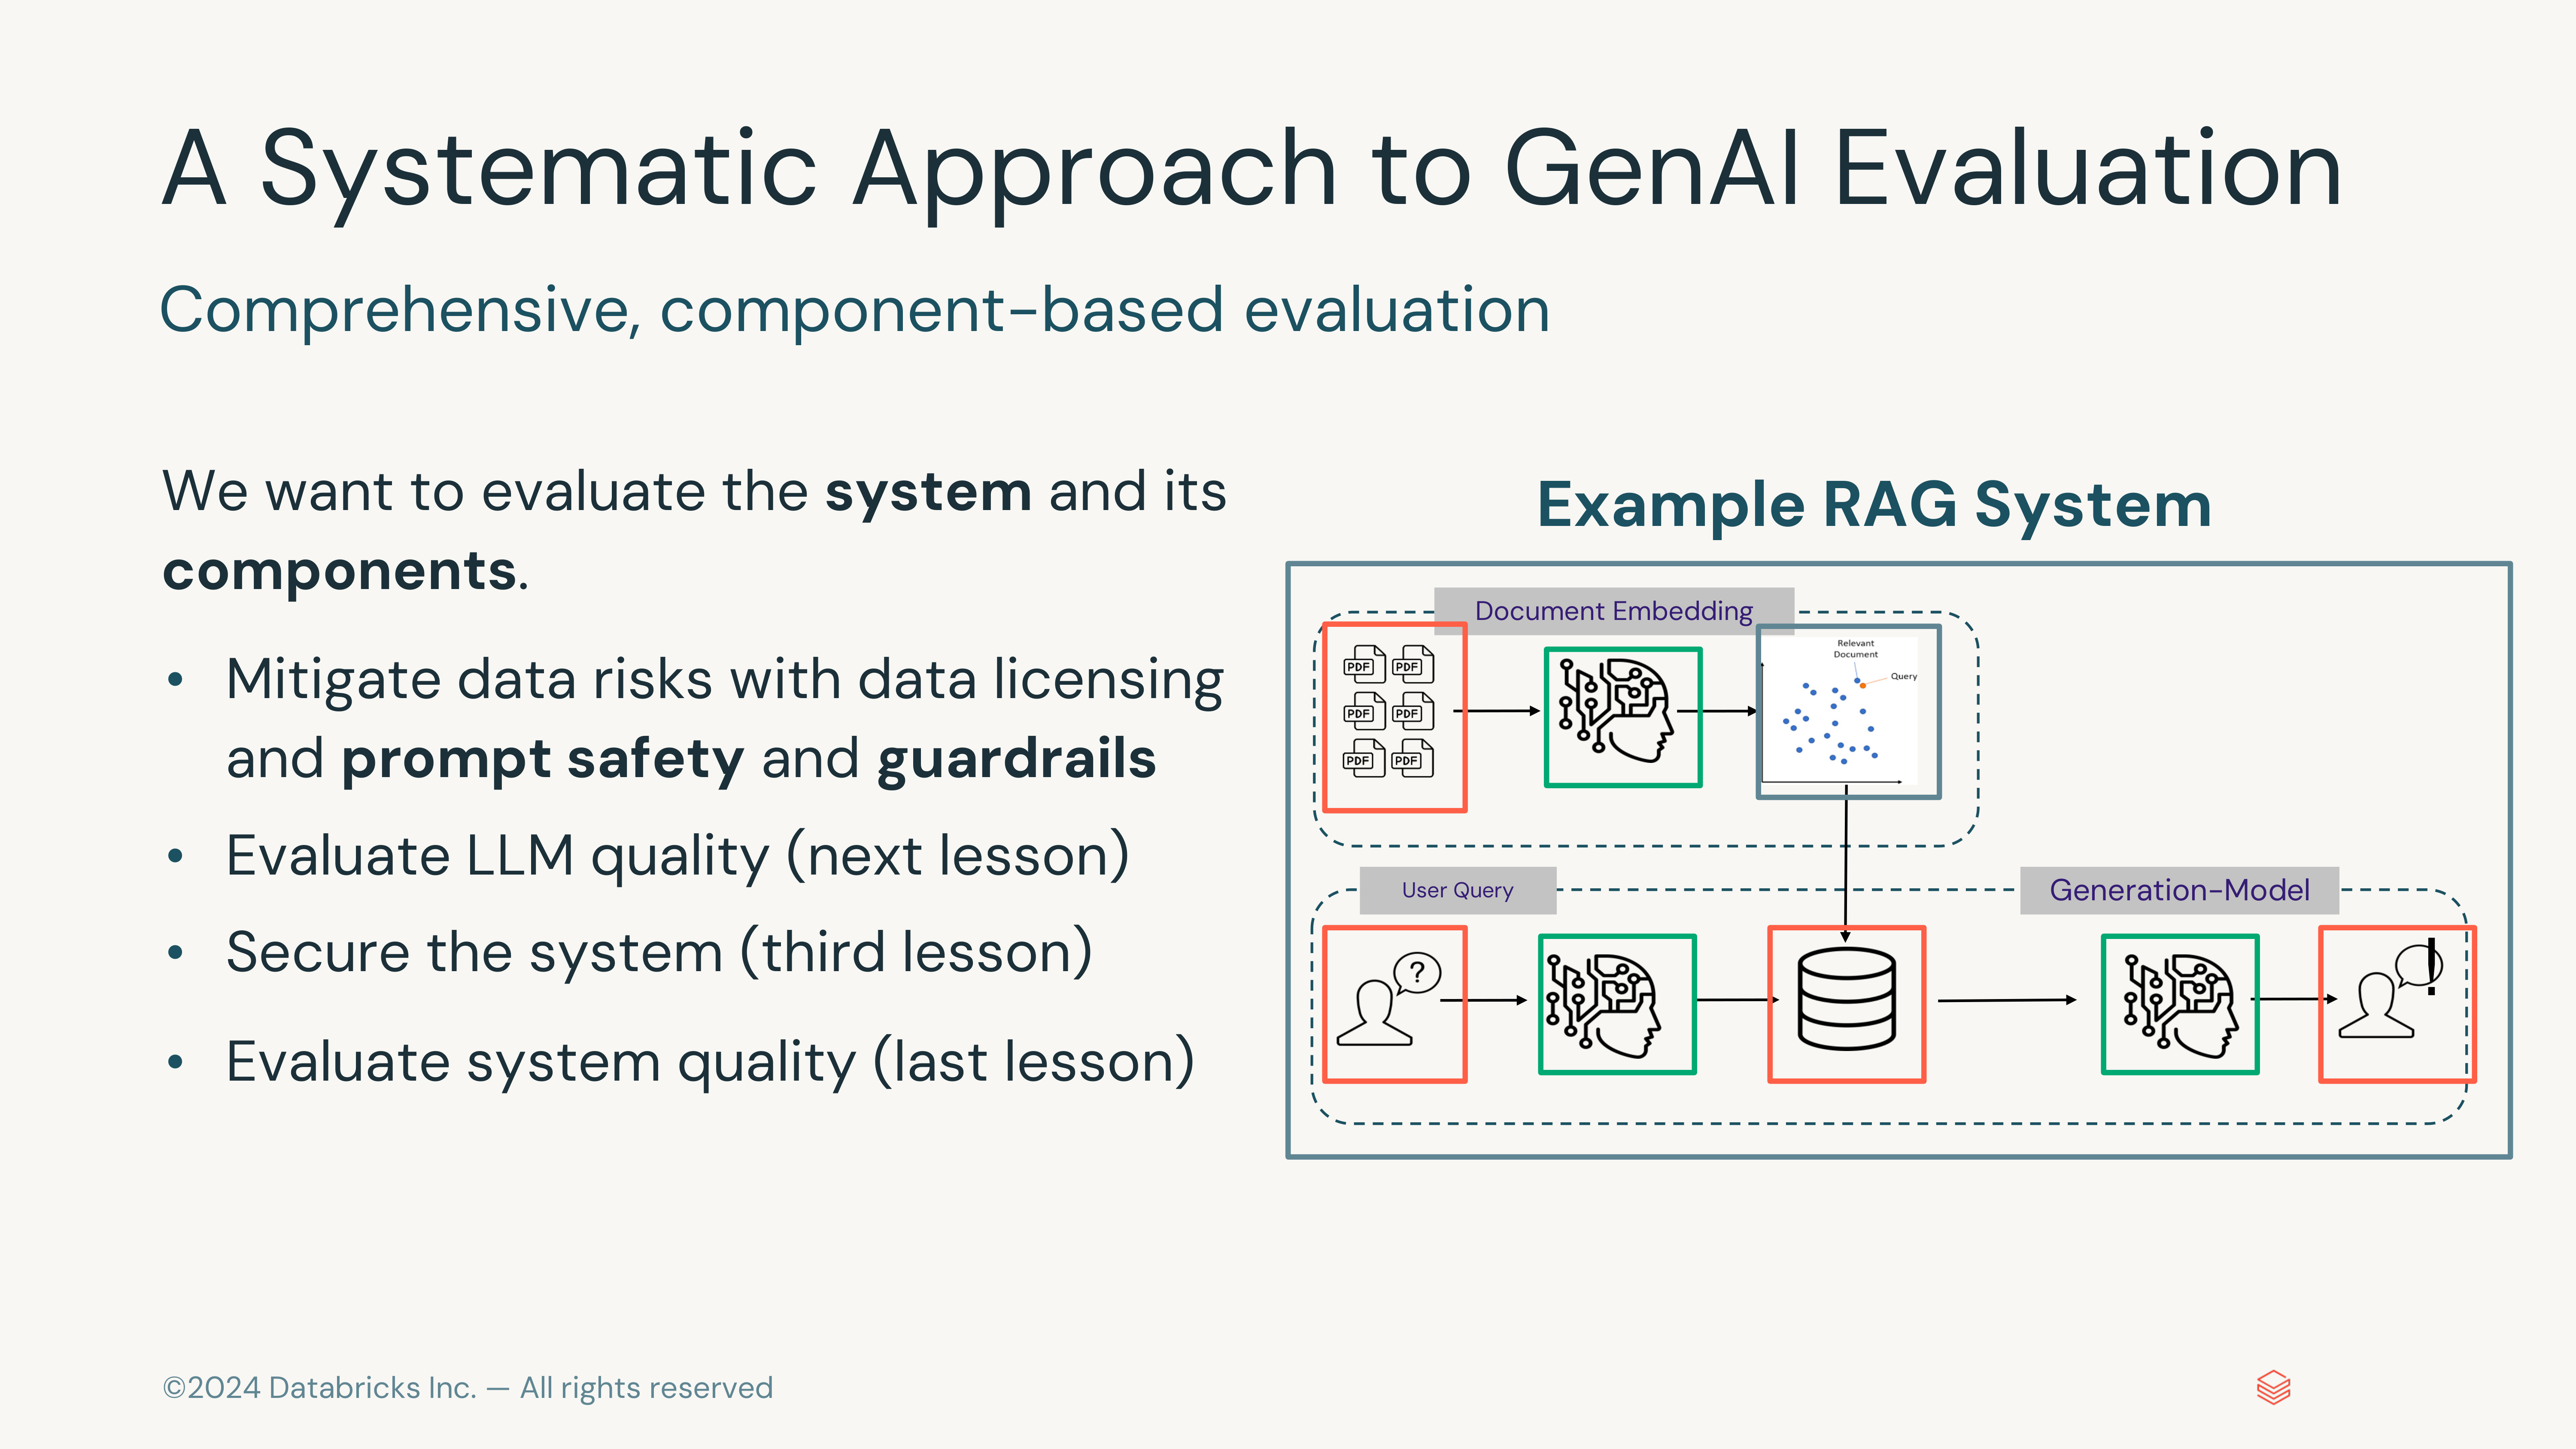 A Systematic Approach to GenAI Evaluation
Comprehensive, component-based evaluation
We want to evaluate the system and its
components.
• Mitigate data risks with data licensing
and prompt safety and guardrails
• Evaluate LLM quality (next lesson)
• Secure the system (third lesson)
• Evaluate system quality (last lesson)
Example RAG System
Document Embedding
PDF PDF
PDF PDF
PDF PDF
Relevant
Document
Query
User Query
Generation-Model
?
!
©2024 Databricks Inc. — All rights reserved